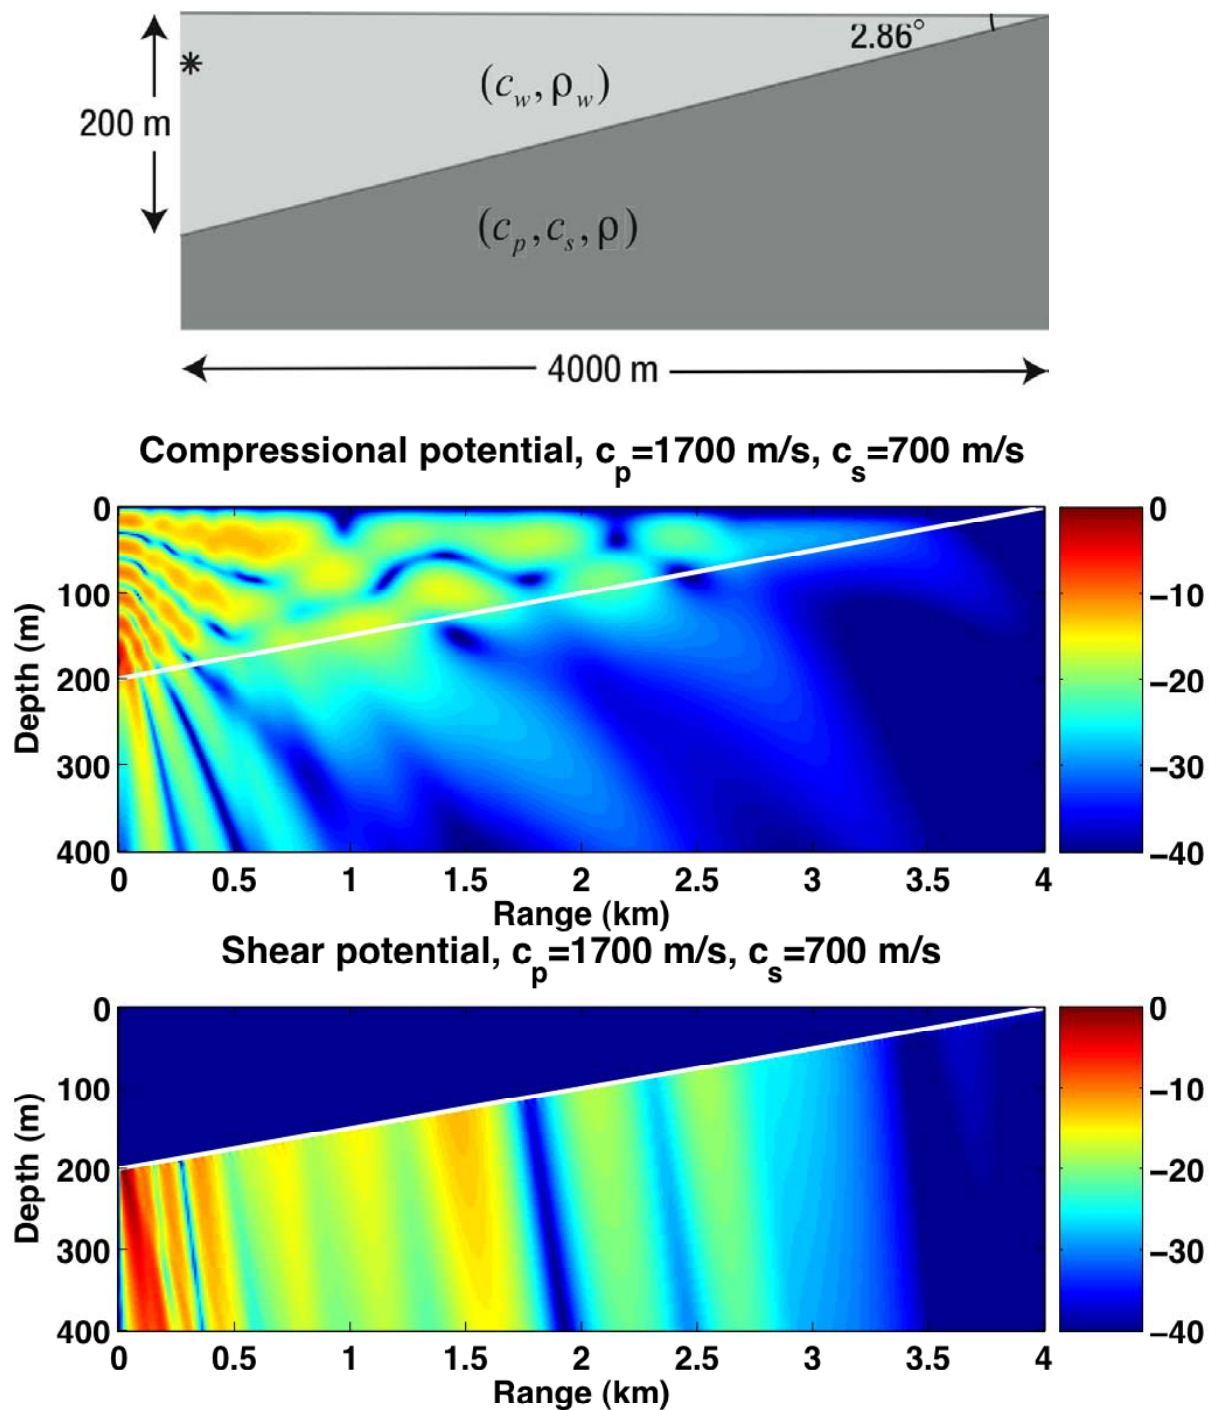 2.86°
(c_w, ρ_w)
200 m
(c_p, c_s, ρ)
4000 m
Compressional potential, c_p=1700 m/s, c_s=700 m/s
0
100
200
300
400
Depth (m)
0 0.5 1 1.5 2 2.5 3 3.5 4
Range (km)
0
−10
−20
−30
−40
Shear potential, c_p=1700 m/s, c_s=700 m/s
0
100
200
300
400
Depth (m)
0 0.5 1 1.5 2 2.5 3 3.5 4
Range (km)
0
−10
−20
−30
−40